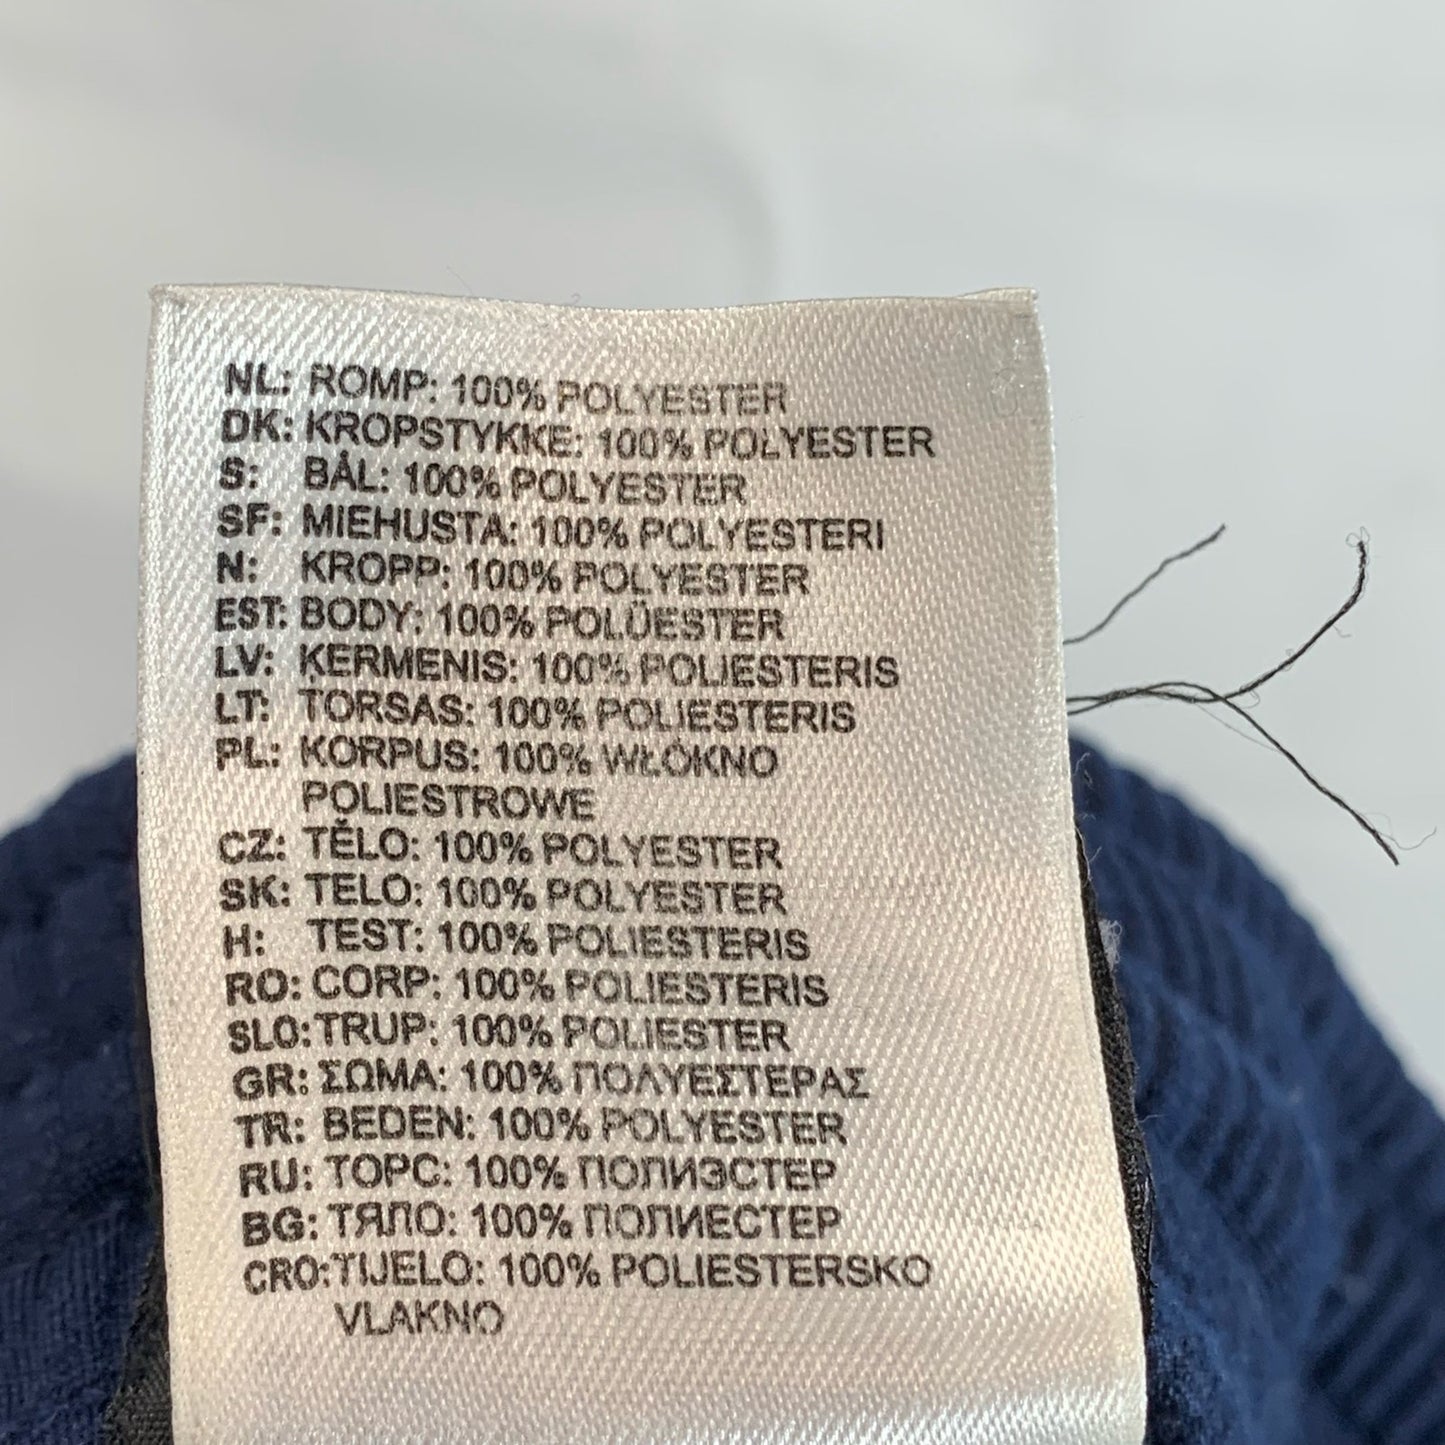 NL: ROMP: 100% POLYESTER
DK: KROPSTYKKE: 100% POLYESTER
S: BÅL: 100% POLYESTER
SF: MIEHUSTA: 100% POLYESTERI
N: KROPP: 100% POLYESTER
EST: BODY: 100% POLÜESTER
LV: ĶERMENIS: 100% POLIESTERIS
LT: TORSAS: 100% POLIESTERIS
PL: KORPUS: 100% WŁÓKNO
POLIESTROWE
CZ: TĚLO: 100% POLYESTER
SK: TELO: 100% POLYESTER
H: TEST: 100% POLIESTERIS
RO: CORP: 100% POLIESTERIS
SLO: TRUP: 100% POLIESTER
GR: ΣΩΜΑ: 100% ΠΟΛΥΕΣΤΕΡΑΣ
TR: BEDEN: 100% POLYESTER
RU: ТОРС: 100% ПОЛИЭСТЕР
BG: ТЯЛО: 100% ПОЛИЕСТЕР
CRO: TIJELO: 100% POLIESTERSKO
VLAKNO